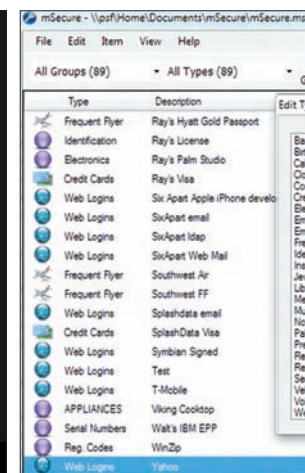 mSecure - \\psf\Home\Documents\mSecure\mSecure.ms
File Edit Item View Help
All Groups (89) All Types (89)
Type Description
Edit T
Frequent Flyer Ray's Hyatt Gold Passport
Identification Ray's License
Electronics Ray's Palm Studio
Credit Cards Ray's Visa
Web Logins Six Apart Apple iPhone develo
Web Logins SixApart email
Web Logins SixApart ldap
Web Logins SixApart Web Mail
Frequent Flyer Southwest Air
Frequent Flyer Southwest FF
Web Logins Splashdata email
Credit Cards SplashData Visa
Web Logins Symbian Signed
Web Logins Test
Web Logins T-Mobile
APPLIANCES Viking Cooktop
Serial Numbers Walt's IBM EPP
Reg. Codes WinZip
Web Logins Yahoo